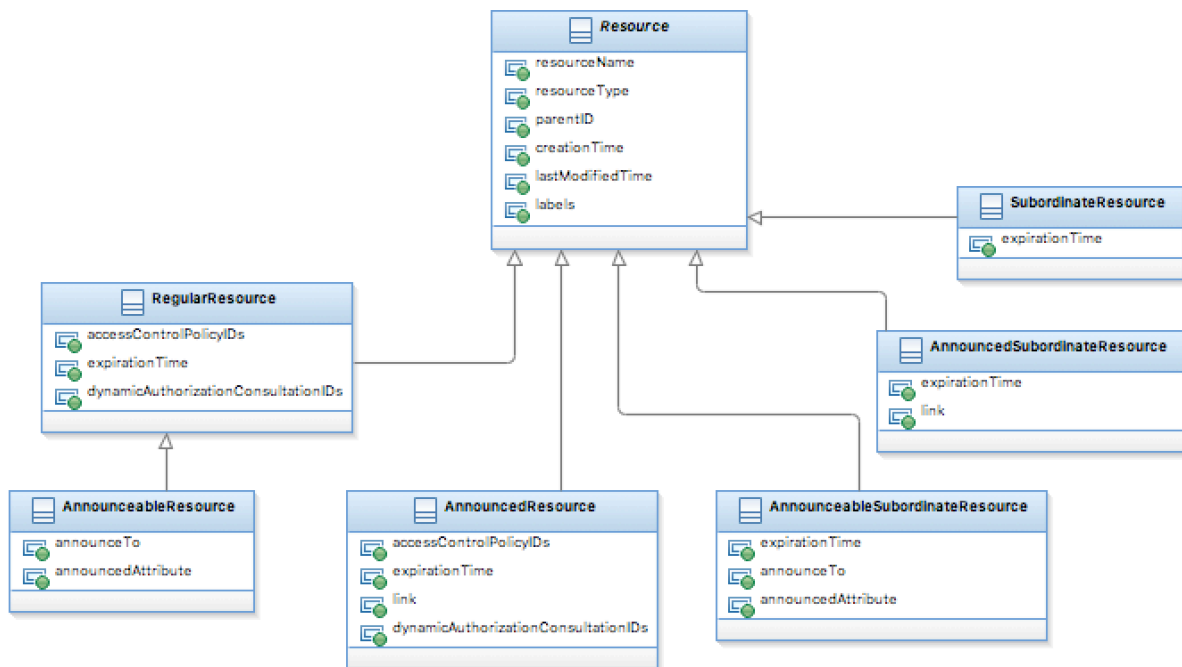 Resource
resourceName
resourceType
parentID
creationTime
lastModifiedTime
labels
SubordinateResource
expirationTime
RegularResource
accessControlPolicyIDs
expirationTime
dynamicAuthorizationConsultationIDs
AnnouncedSubordinateResource
expirationTime
link
AnnounceableResource
announceTo
announcedAttribute
AnnouncedResource
accessControlPolicyIDs
expirationTime
link
dynamicAuthorizationConsultationIDs
AnnounceableSubordinateResource
expirationTime
announceTo
announcedAttribute